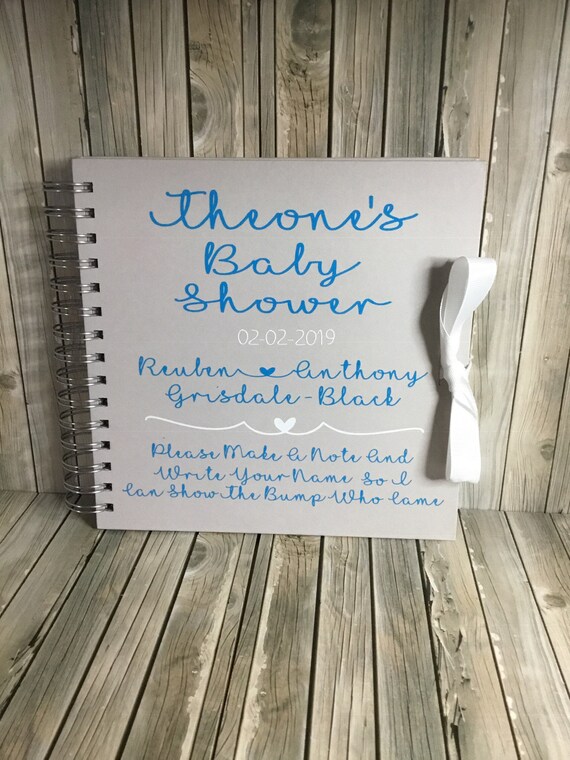 Theone's
Baby
Shower
02-02-2019
Reuben Anthony
Grisdale-Black
Please Make A Note And
Write Your Name So I
Can Show The Bump Who Came